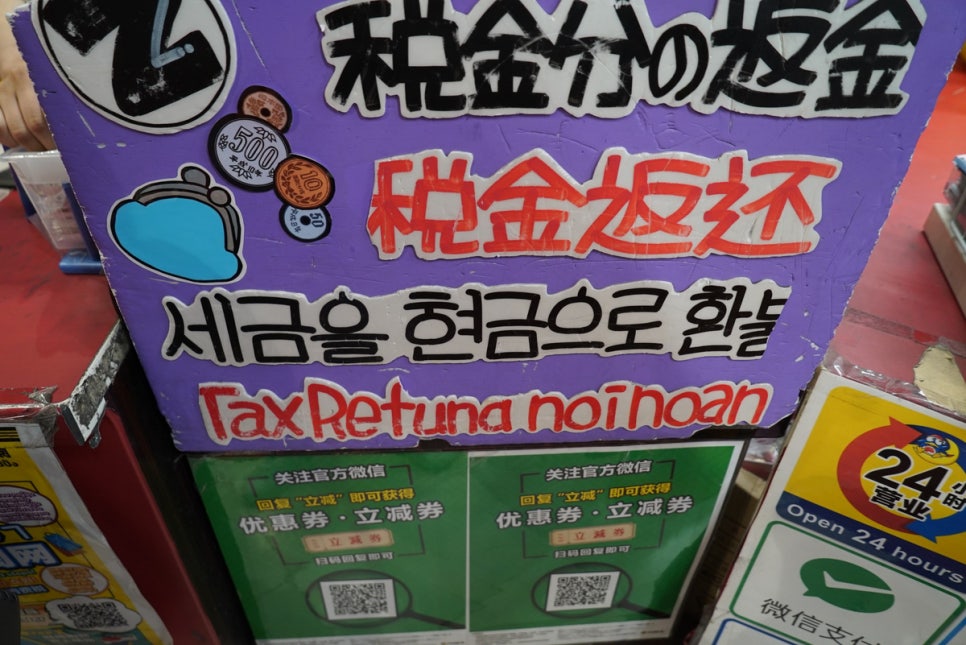 税金分の返金
税金返还
세금을 현금으로 환불
TaxRetuna noinoan
500
10
50
关注官方微信
回复“立减”即可获得
优惠券·立减券
立减券
扫码回复即可
关注官方微信
回复“立减”即可获得
优惠券·立减券
立减券
扫码回复即可
24小时
营业
Open 24 hours
微信支付